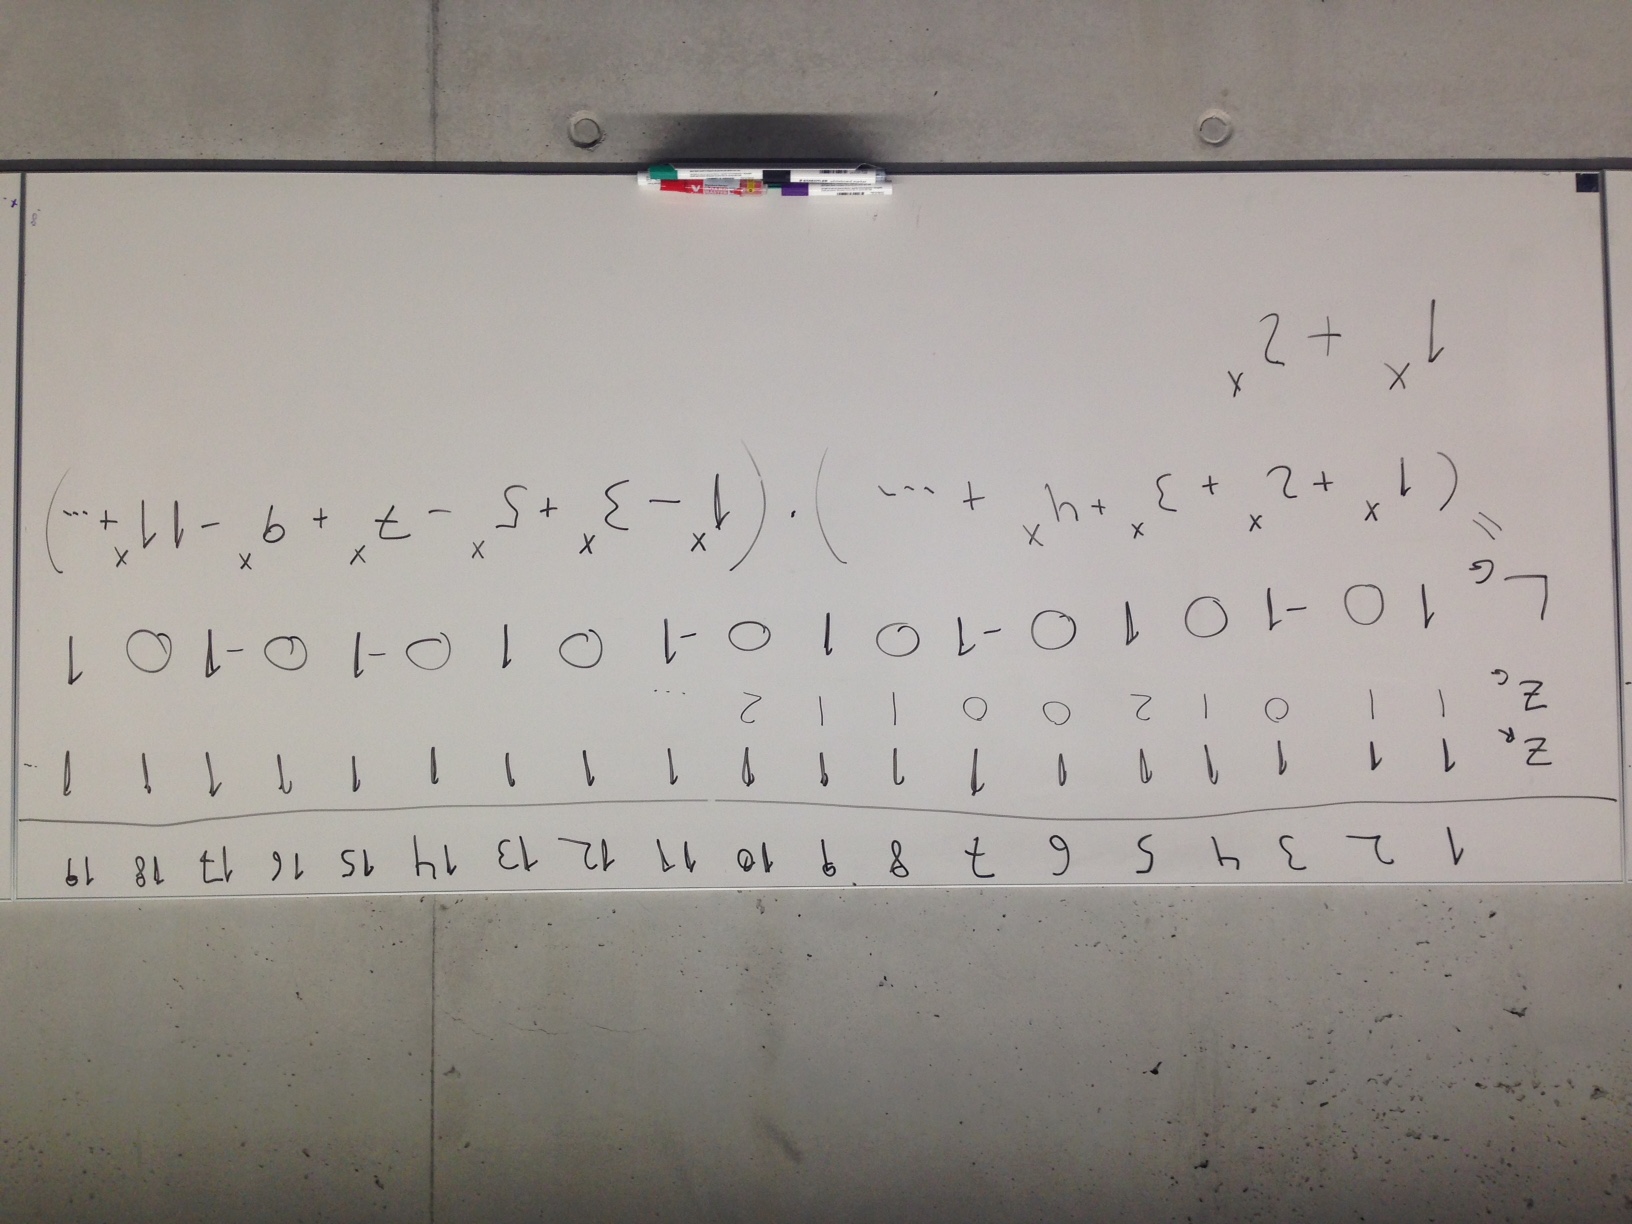 1 2 3 4 5 6 7 8 9 10 11 12 13 14 15 16 17 18 19
Z_R 1 1 1 1 1 1 1 1 1 1 1 1 1 1 1 1 1 1 1 ...
Z_G 1 1 0 1 2 0 0 1 1 2 ...
L_G 1 0 -1 0 1 0 -1 0 1 0 -1 0 1 0 -1 0 -1 0 1
=
(1^x + 2^x + 3^x + 4^x + ...) · (1^x - 3^x + 5^x - 7^x + 9^x - 11^x + ...)
1^x + 2^x